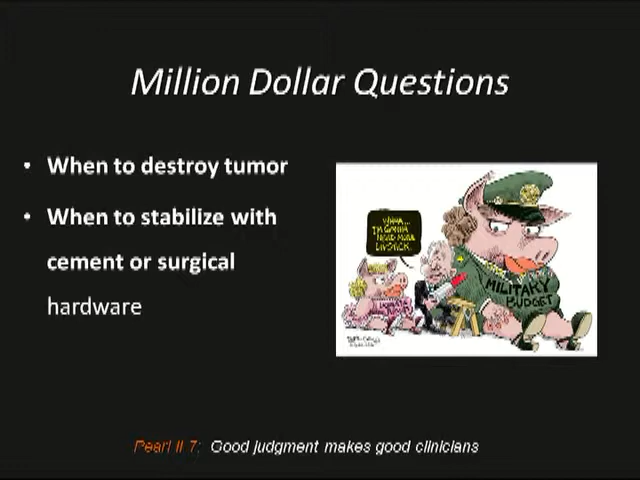 Million Dollar Questions
• When to destroy tumor
• When to stabilize with
cement or surgical
hardware
I'M GONNA
NEED MORE
LIPSTICK.
MILITARY
BUDGET
Pearl II 7: Good judgment makes good clinicians